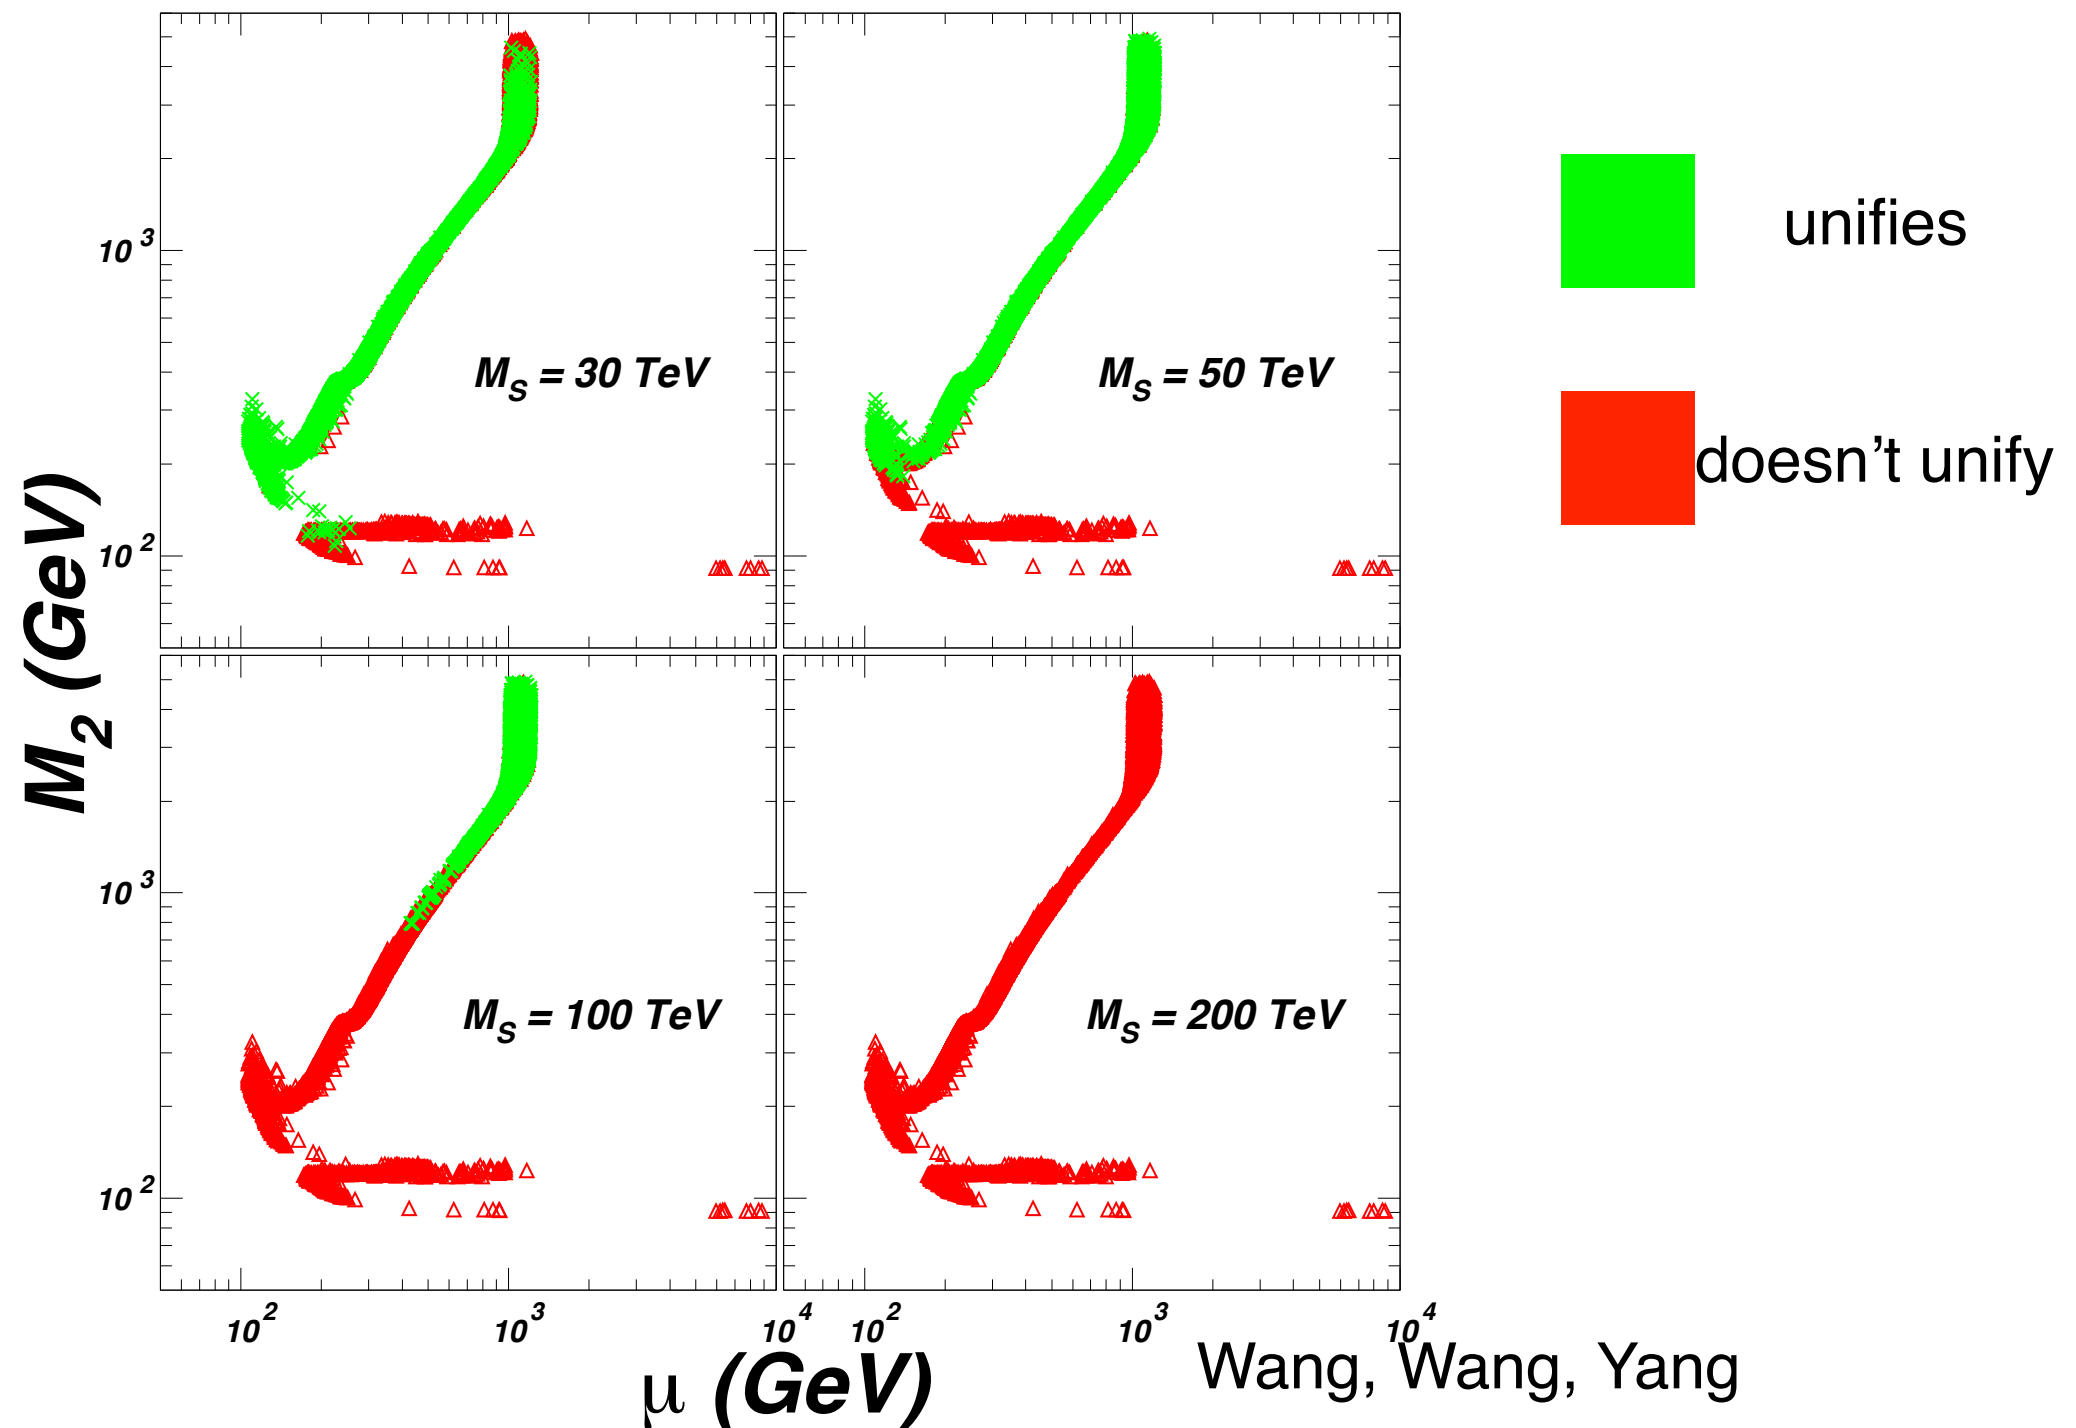 M2 (GeV)
10^3
10^2
M_S = 30 TeV
M_S = 50 TeV
unifies
doesn't unify
10^3
10^2
M_S = 100 TeV
M_S = 200 TeV
10^2 10^3 10^4 10^2 10^3 10^4
μ (GeV)
Wang, Wang, Yang